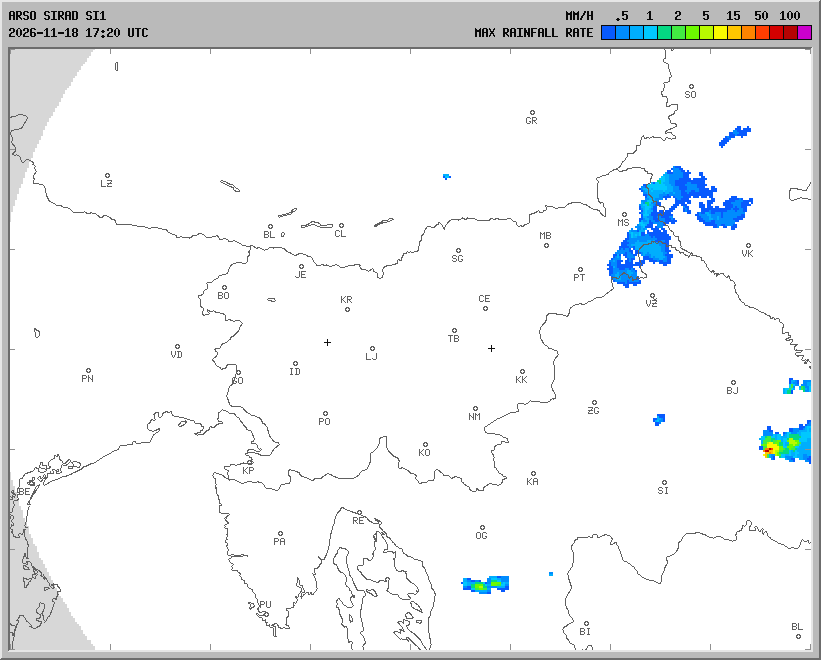 ARSO SIRAD SI1
MM/H .5 1 2 5 15 50 100
2026-11-18 17:20 UTC
MAX RAINFALL RATE
SO
GR
LZ
MS
BL
CL
MB
VK
SG
JE
PT
BO
KR
CE
VŽ
TB
VD
LJ
ID
PN
GO
KK
BJ
ZG
NM
PO
KO
KP
KA
BE
SI
RE
OG
PA
PU
BI
BL